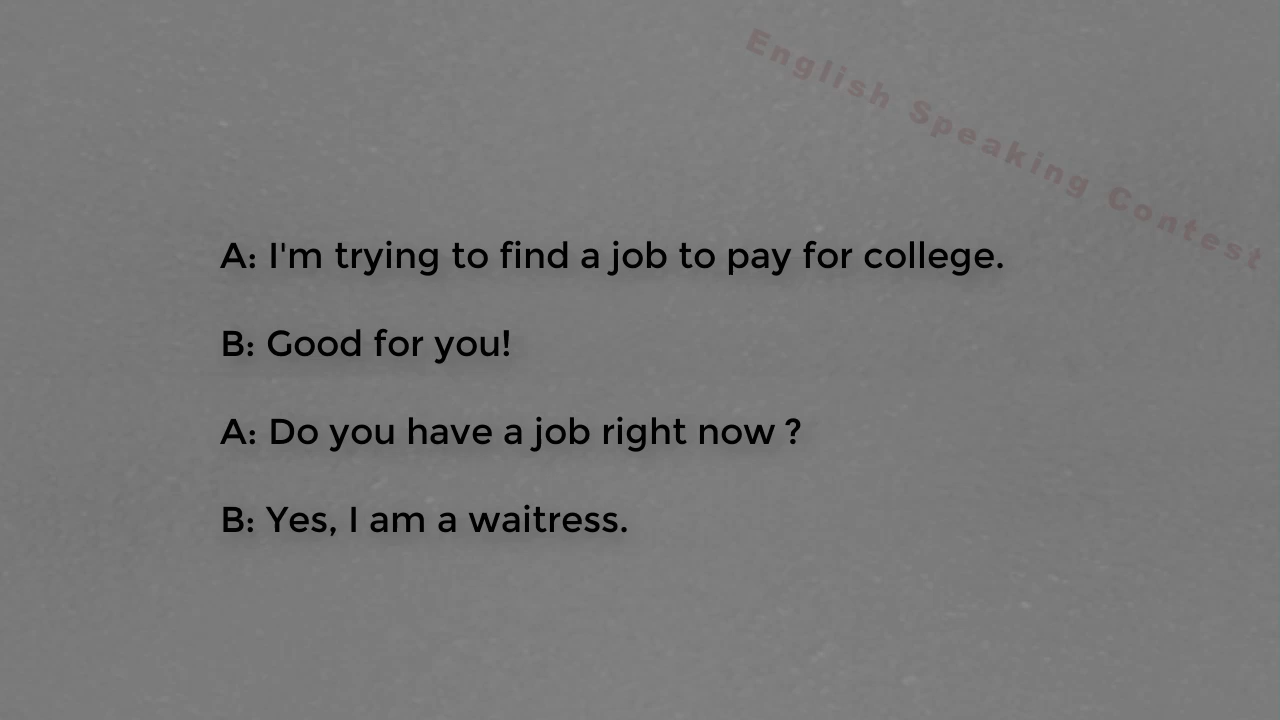 English Speaking Contest
A: I'm trying to find a job to pay for college.
B: Good for you!
A: Do you have a job right now ?
B: Yes, I am a waitress.